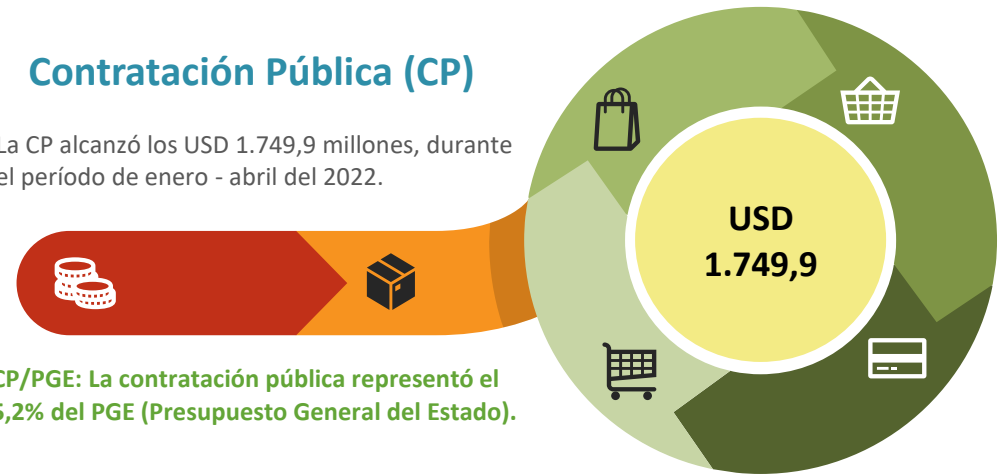 Contratación Pública (CP)
La CP alcanzó los USD 1.749,9 millones, durante
el período de enero - abril del 2022.
USD
1.749,9
CP/PGE: La contratación pública representó el
5,2% del PGE (Presupuesto General del Estado).